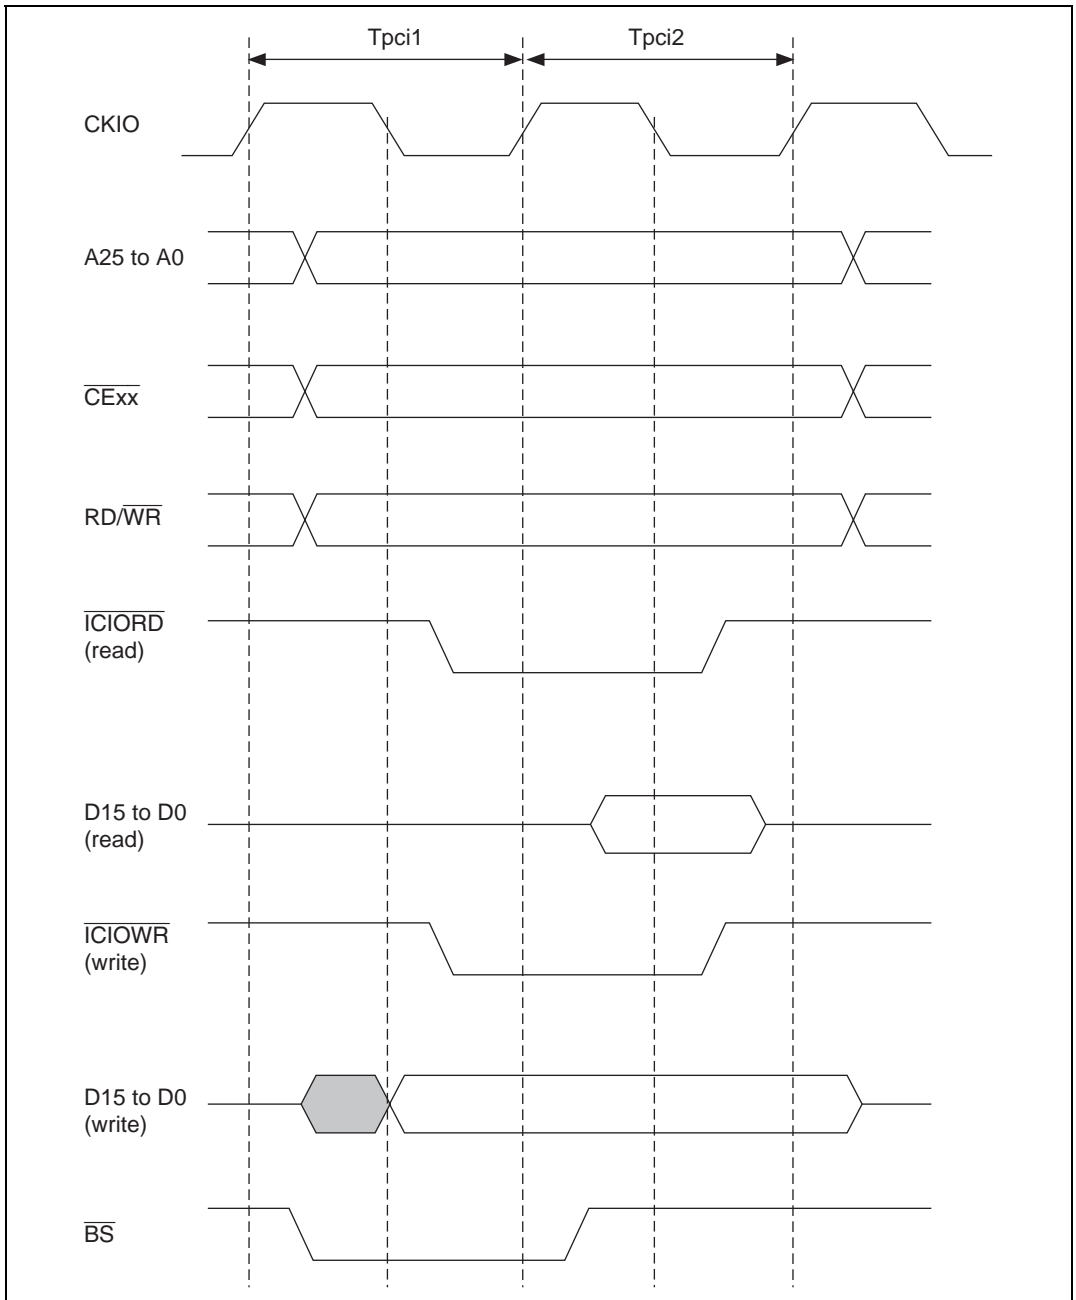 Tpci1 Tpci2
CKIO
A25 to A0
CExx
RD/WR
ICIORD
(read)
D15 to D0
(read)
ICIOWR
(write)
D15 to D0
(write)
BS